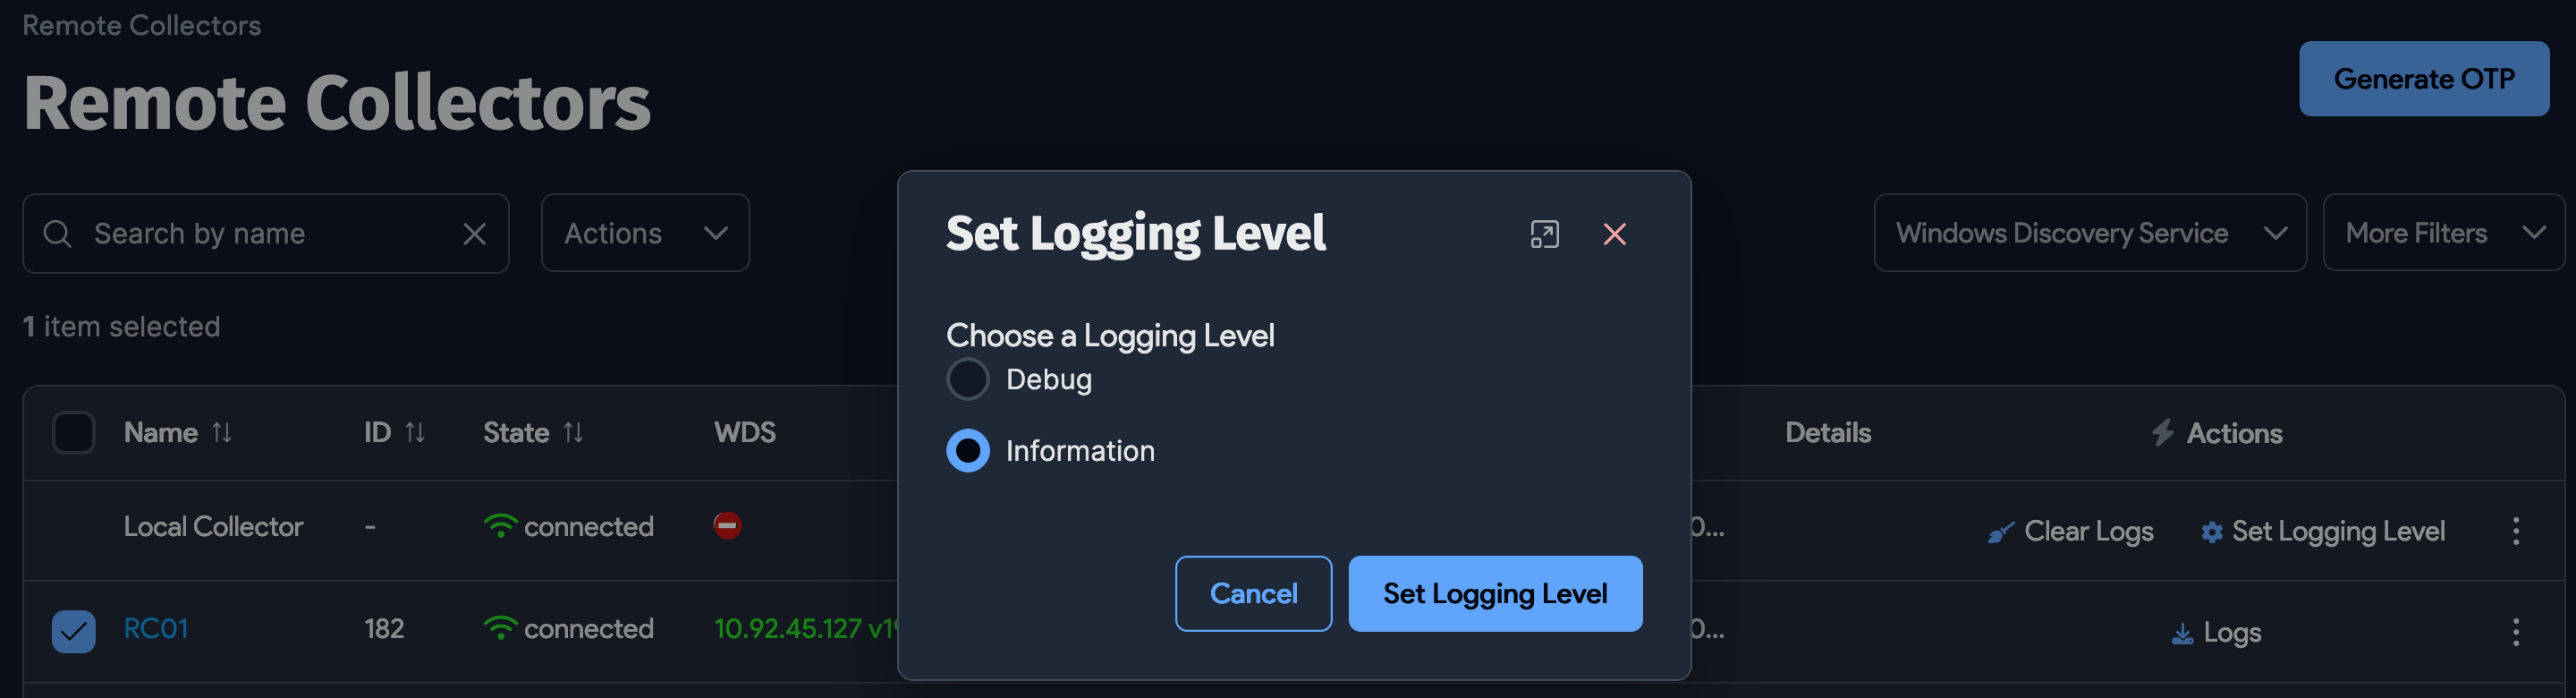 Remote Collectors
Remote Collectors
Generate OTP
Search by name
Actions
Windows Discovery Service
More Filters
1 item selected
Set Logging Level
Choose a Logging Level
Debug
Information
Cancel
Set Logging Level
Name
ID
State
WDS
Details
Actions
Local Collector
-
connected
0...
Clear Logs
Set Logging Level
RC01
182
connected
10.92.45.127
0...
Logs